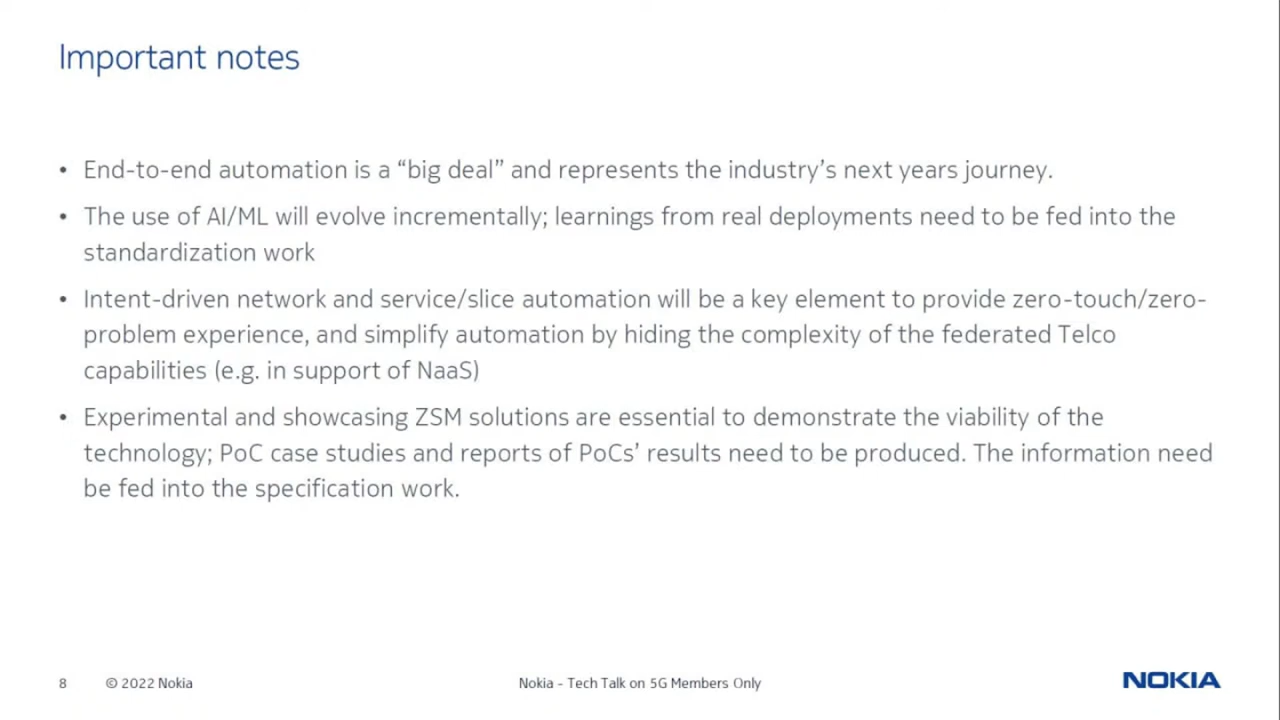 Important notes
• End-to-end automation is a “big deal” and represents the industry’s next years journey.
• The use of AI/ML will evolve incrementally; learnings from real deployments need to be fed into the
standardization work
• Intent-driven network and service/slice automation will be a key element to provide zero-touch/zero-
problem experience, and simplify automation by hiding the complexity of the federated Telco
capabilities (e.g. in support of NaaS)
• Experimental and showcasing ZSM solutions are essential to demonstrate the viability of the
technology; PoC case studies and reports of PoCs’ results need to be produced. The information need
be fed into the specification work.
8 © 2022 Nokia Nokia - Tech Talk on 5G Members Only NOKIA